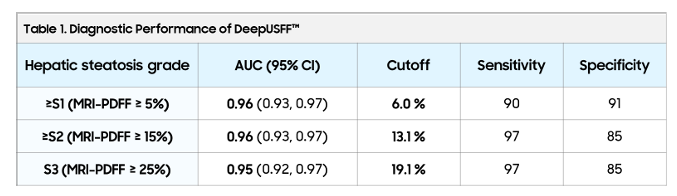 Table 1. Diagnostic Performance of DeepUSFF™
Hepatic steatosis grade AUC (95% CI) Cutoff Sensitivity Specificity
≥S1 (MRI-PDFF ≥ 5%) 0.96 (0.93, 0.97) 6.0 % 90 91
≥S2 (MRI-PDFF ≥ 15%) 0.96 (0.93, 0.97) 13.1 % 97 85
S3 (MRI-PDFF ≥ 25%) 0.95 (0.92, 0.97) 19.1 % 97 85